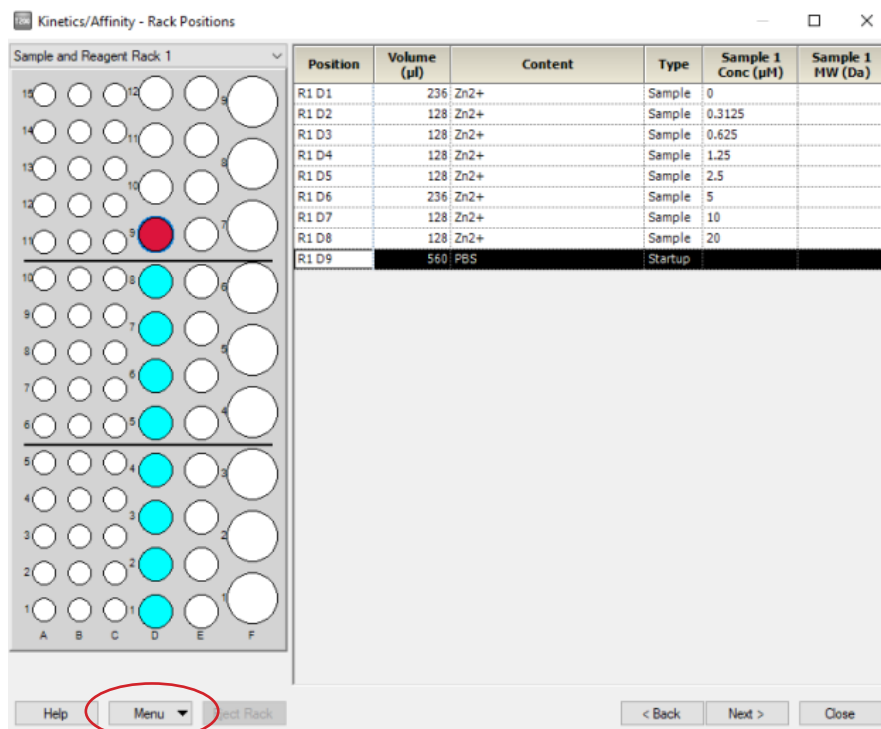 Kinetics/Affinity - Rack Positions
Sample and Reagent Rack 1
15 12 9
14 11
13 8
12 10
11 9 7
10 8 6
9 7
8 5
7 6
6 5 4
5 4 3
4
3 3 2
2 2
1 1 1
A B C D E F
Position Volume (µl) Content Type Sample 1 Conc (µM) Sample 1 MW (Da)
R1 D1 236 Zn2+ Sample 0
R1 D2 128 Zn2+ Sample 0.3125
R1 D3 128 Zn2+ Sample 0.625
R1 D4 128 Zn2+ Sample 1.25
R1 D5 128 Zn2+ Sample 2.5
R1 D6 236 Zn2+ Sample 5
R1 D7 128 Zn2+ Sample 10
R1 D8 128 Zn2+ Sample 20
R1 D9 560 PBS Startup
Help Menu Eject Rack < Back Next > Close